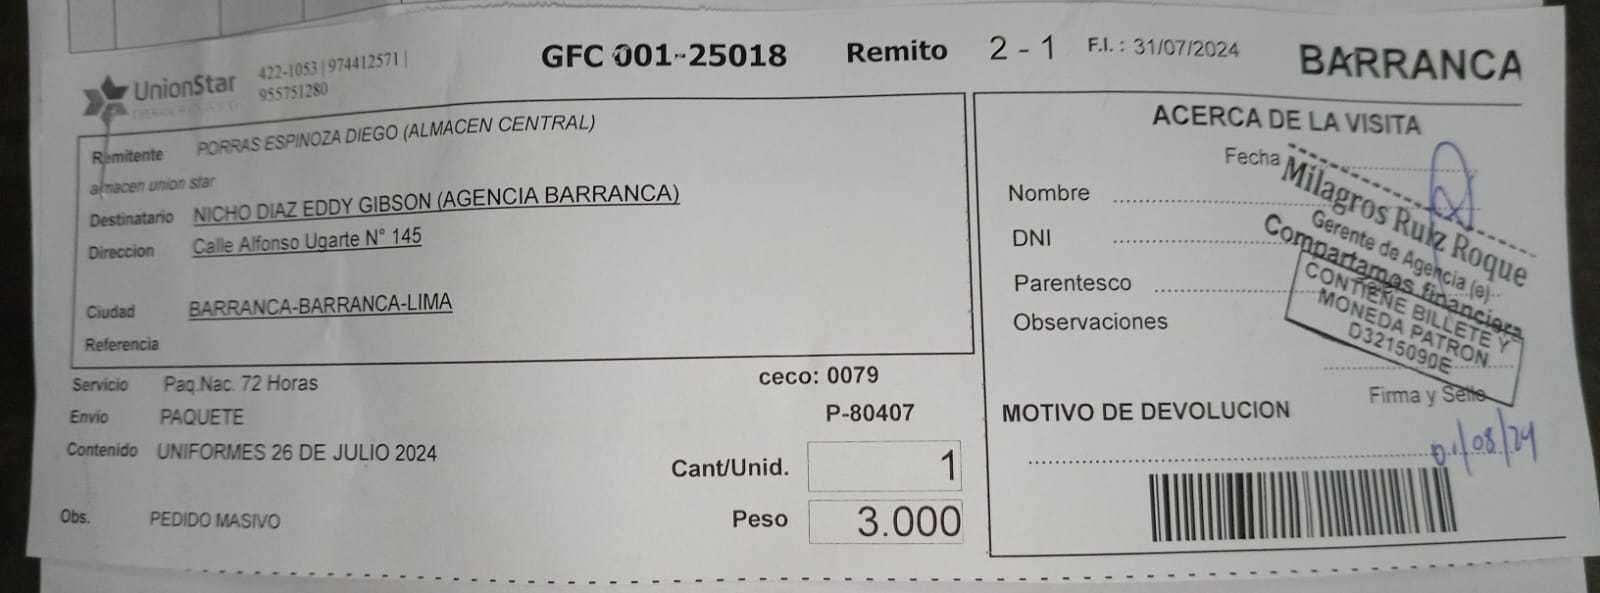 UnionStar
422-1053 | 974412571 |
955751280
GFC 001-25018 Remito 2 - 1 F.I. : 31/07/2024 BARRANCA
Remitente PORRAS ESPINOZA DIEGO (ALMACEN CENTRAL)
almacen union star
Destinatario NICHO DIAZ EDDY GIBSON (AGENCIA BARRANCA)
Direccion Calle Alfonso Ugarte N° 145
Ciudad BARRANCA-BARRANCA-LIMA
Referencia
Servicio Paq.Nac. 72 Horas
ceco: 0079
Envio PAQUETE
P-80407
Contenido UNIFORMES 26 DE JULIO 2024
Cant/Unid. 1
Obs. PEDIDO MASIVO
Peso 3.000
ACERCA DE LA VISITA
Fecha
Nombre
DNI
Parentesco
Observaciones
Milagros Ruiz Roque
Gerente de Agencia (e)
Compartamos financiera
CONTIENE BILLETE Y
MONEDA PATRON
D3215090E
Firma y Sello
MOTIVO DE DEVOLUCION
01/08/24